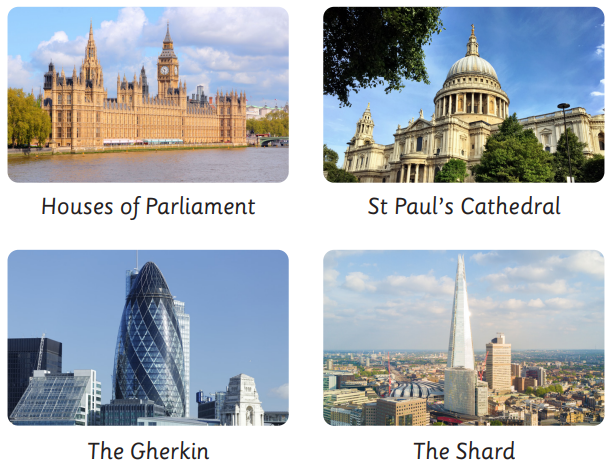 Houses of Parliament
St Paul's Cathedral
The Gherkin
The Shard